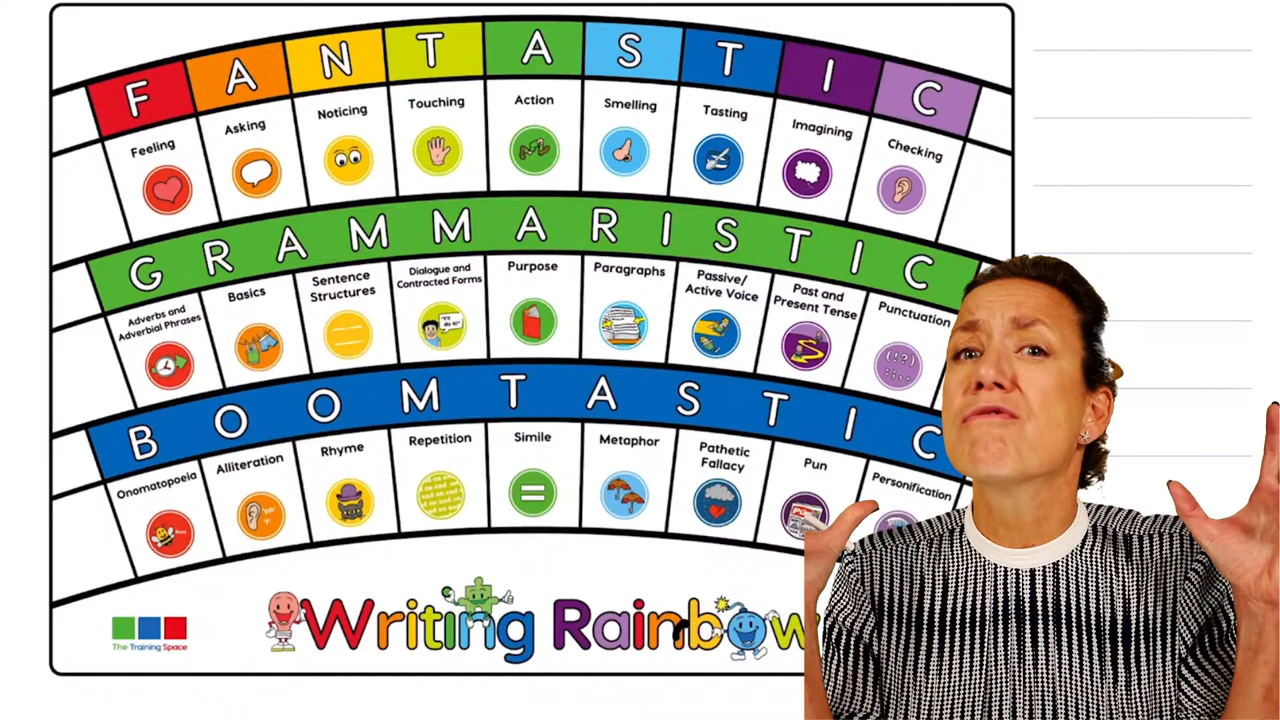 F A N T A S T I C
Feeling
Asking
Noticing
Touching
Action
Smelling
Tasting
Imagining
Checking
G R A M M A R I S T I C
Adverbs and
Adverbial Phrases
Basics
Sentence
Structures
Dialogue and
Contracted Forms
Purpose
Paragraphs
Passive/
Active Voice
Past and
Present Tense
Punctuation
B O O M T A S T I C
Onomatopoeia
Alliteration
Rhyme
Repetition
Simile
Metaphor
Pathetic
Fallacy
Pun
Personification
The Training Space
Writing Rainbow